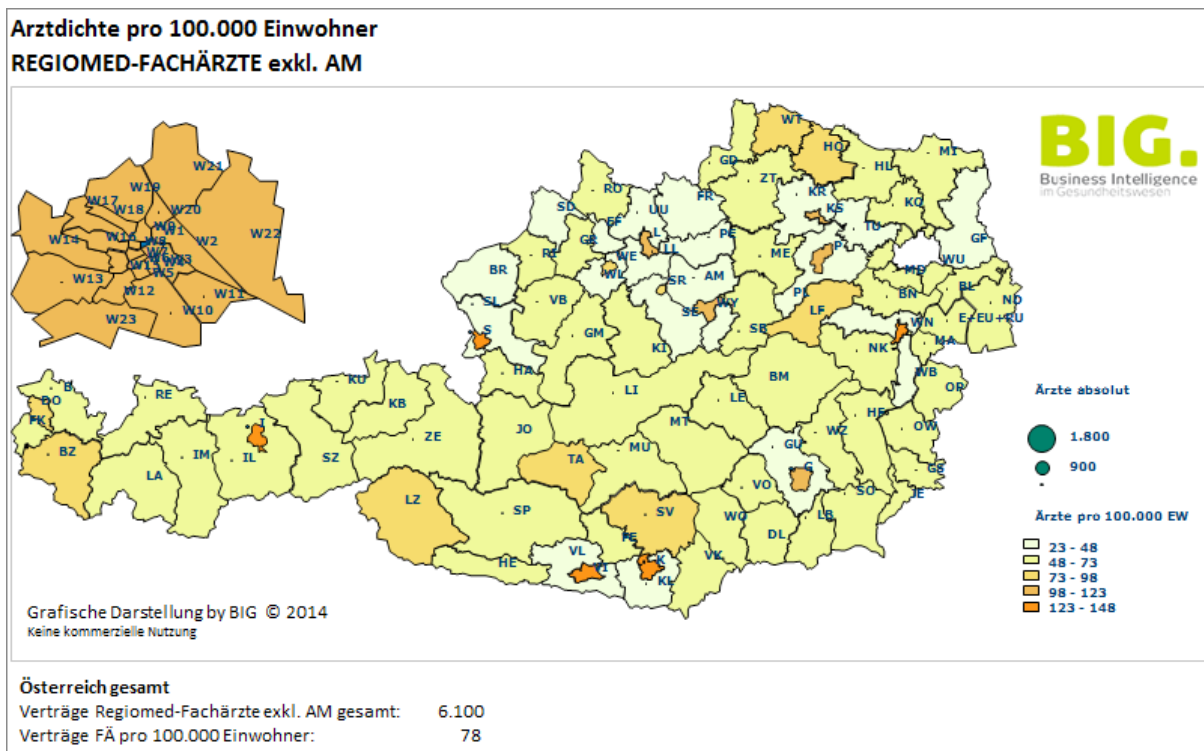 Arztdichte pro 100.000 Einwohner
REGIOMED-FACHÄRZTE exkl. AM
BIG.
Business Intelligence
im Gesundheitswesen
W21
W19
W17
W18
W20
W1
W14
W16
W2
W22
W13
W12
W5
W11
W10
W23
WT
HO
GD
ZT
HL
MI
RO
KR
KS
KO
SD
EF
UU
FR
TU
GF
GR
L
PE
P
WU
RI
WE
LL
ME
MD
BR
WL
SR
AM
BN
BL
ND
SL
VB
SE
WY
PL
LF
E+EU+RU
S
GM
SB
WN
MA
KI
NK
HA
BM
WB
OP
B
RE
KU
DO
KB
LI
LE
HF
FK
I
JO
MT
WZ
OW
BZ
IL
ZE
MU
GU
LA
IM
SZ
TA
G
GS
VO
SO
JE
LZ
SP
SV
WO
DL
LB
FE
VL
VI
K
VK
HE
KL
Ärzte absolut
1.800
900
Ärzte pro 100.000 EW
23 - 48
48 - 73
73 - 98
98 - 123
123 - 148
Grafische Darstellung by BIG © 2014
Keine kommerzielle Nutzung
Österreich gesamt
Verträge Regiomed-Fachärzte exkl. AM gesamt: 6.100
Verträge FÄ pro 100.000 Einwohner: 78